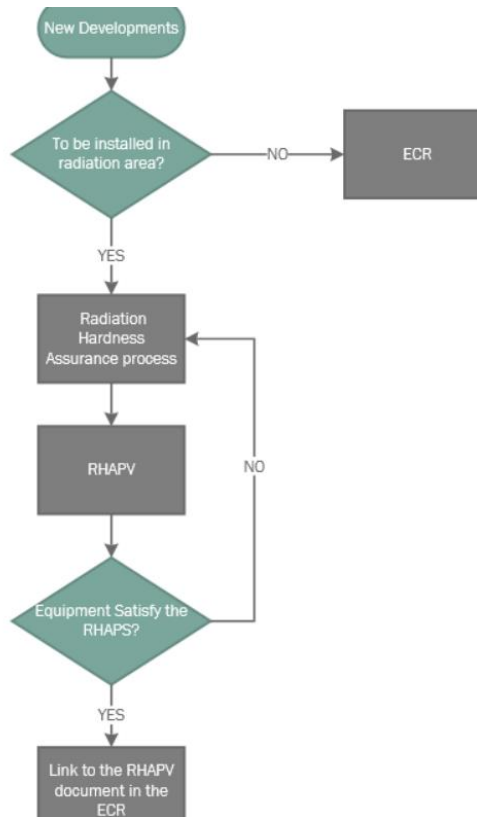 New Developments
To be installed in
radiation area?
NO
ECR
YES
Radiation
Hardness
Assurance process
RHAPV
NO
Equipment Satisfy the
RHAPS?
YES
Link to the RHAPV
document in the
ECR